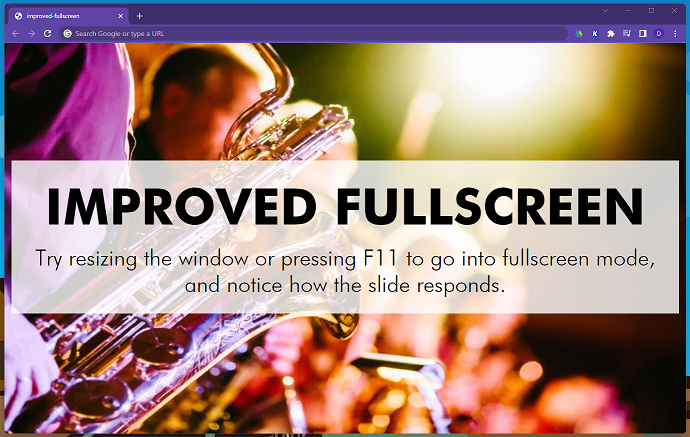 improved-fullscreen
Search Google or type a URL
IMPROVED FULLSCREEN
Try resizing the window or pressing F11 to go into fullscreen mode,
and notice how the slide responds.